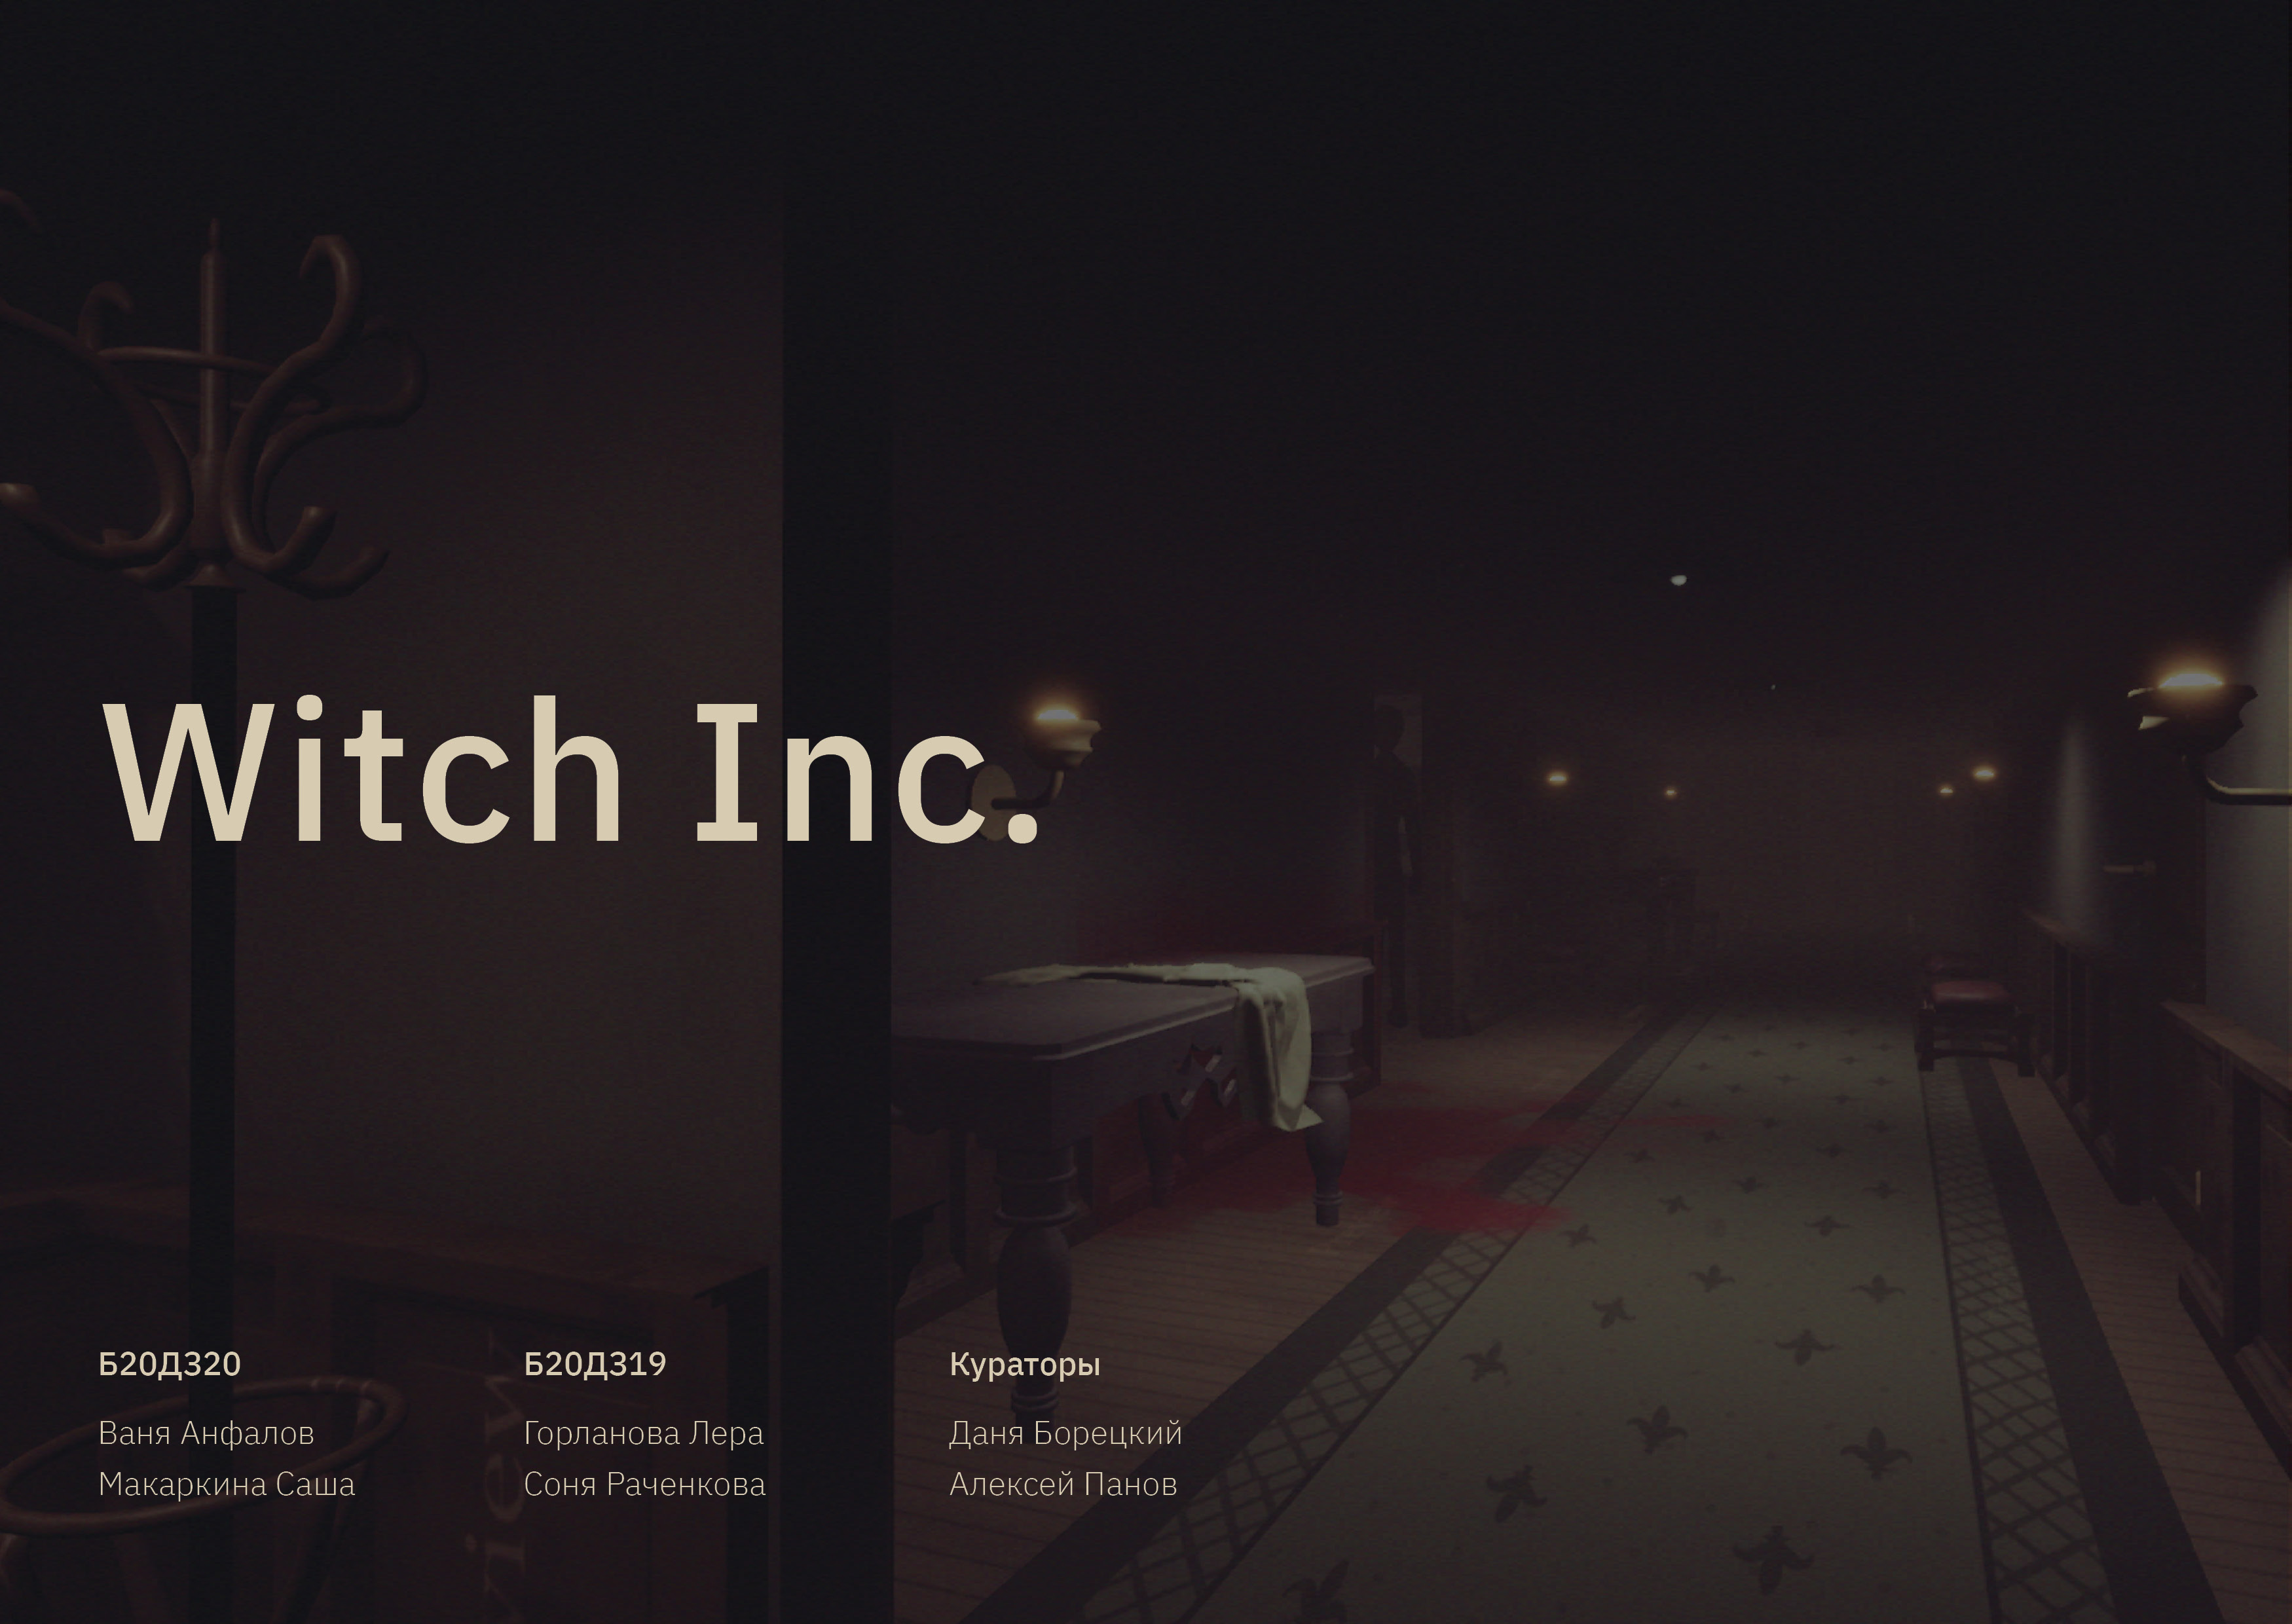 Witch Inc.
Б20Д320
Ваня Анфалов
Макаркина Саша
Б20Д319
Горланова Лера
Соня Раченкова
Кураторы
Даня Борецкий
Алексей Панов